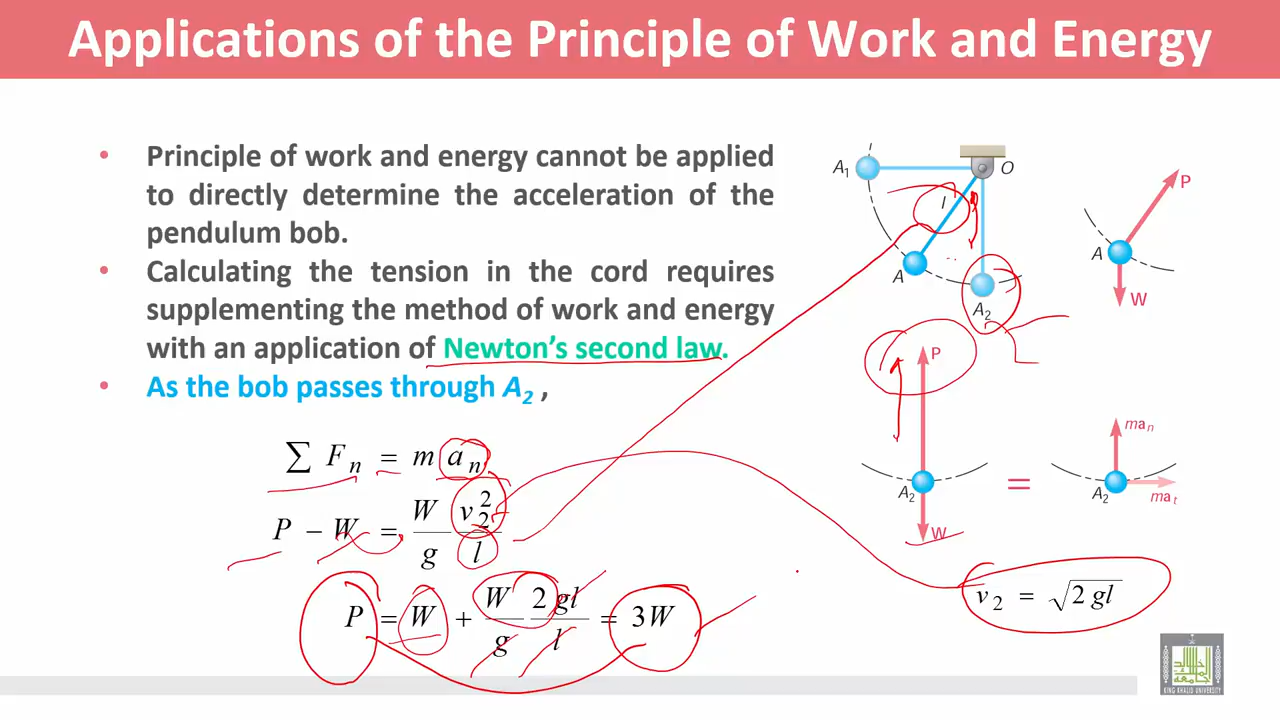 Applications of the Principle of Work and Energy
• Principle of work and energy cannot be applied
to directly determine the acceleration of the
pendulum bob.
• Calculating the tension in the cord requires
supplementing the method of work and energy
with an application of Newton's second law.
• As the bob passes through A₂ ,
∑ Fₙ = m aₙ
P − W = W/g v₂²/l
P = W + W/g 2gl/l = 3W
A₁
O
l
A
A₂
P
A
W
P
A₂
W
=
maₙ
A₂
maₜ
v₂ = √2gl
KING KHALID UNIVERSITY